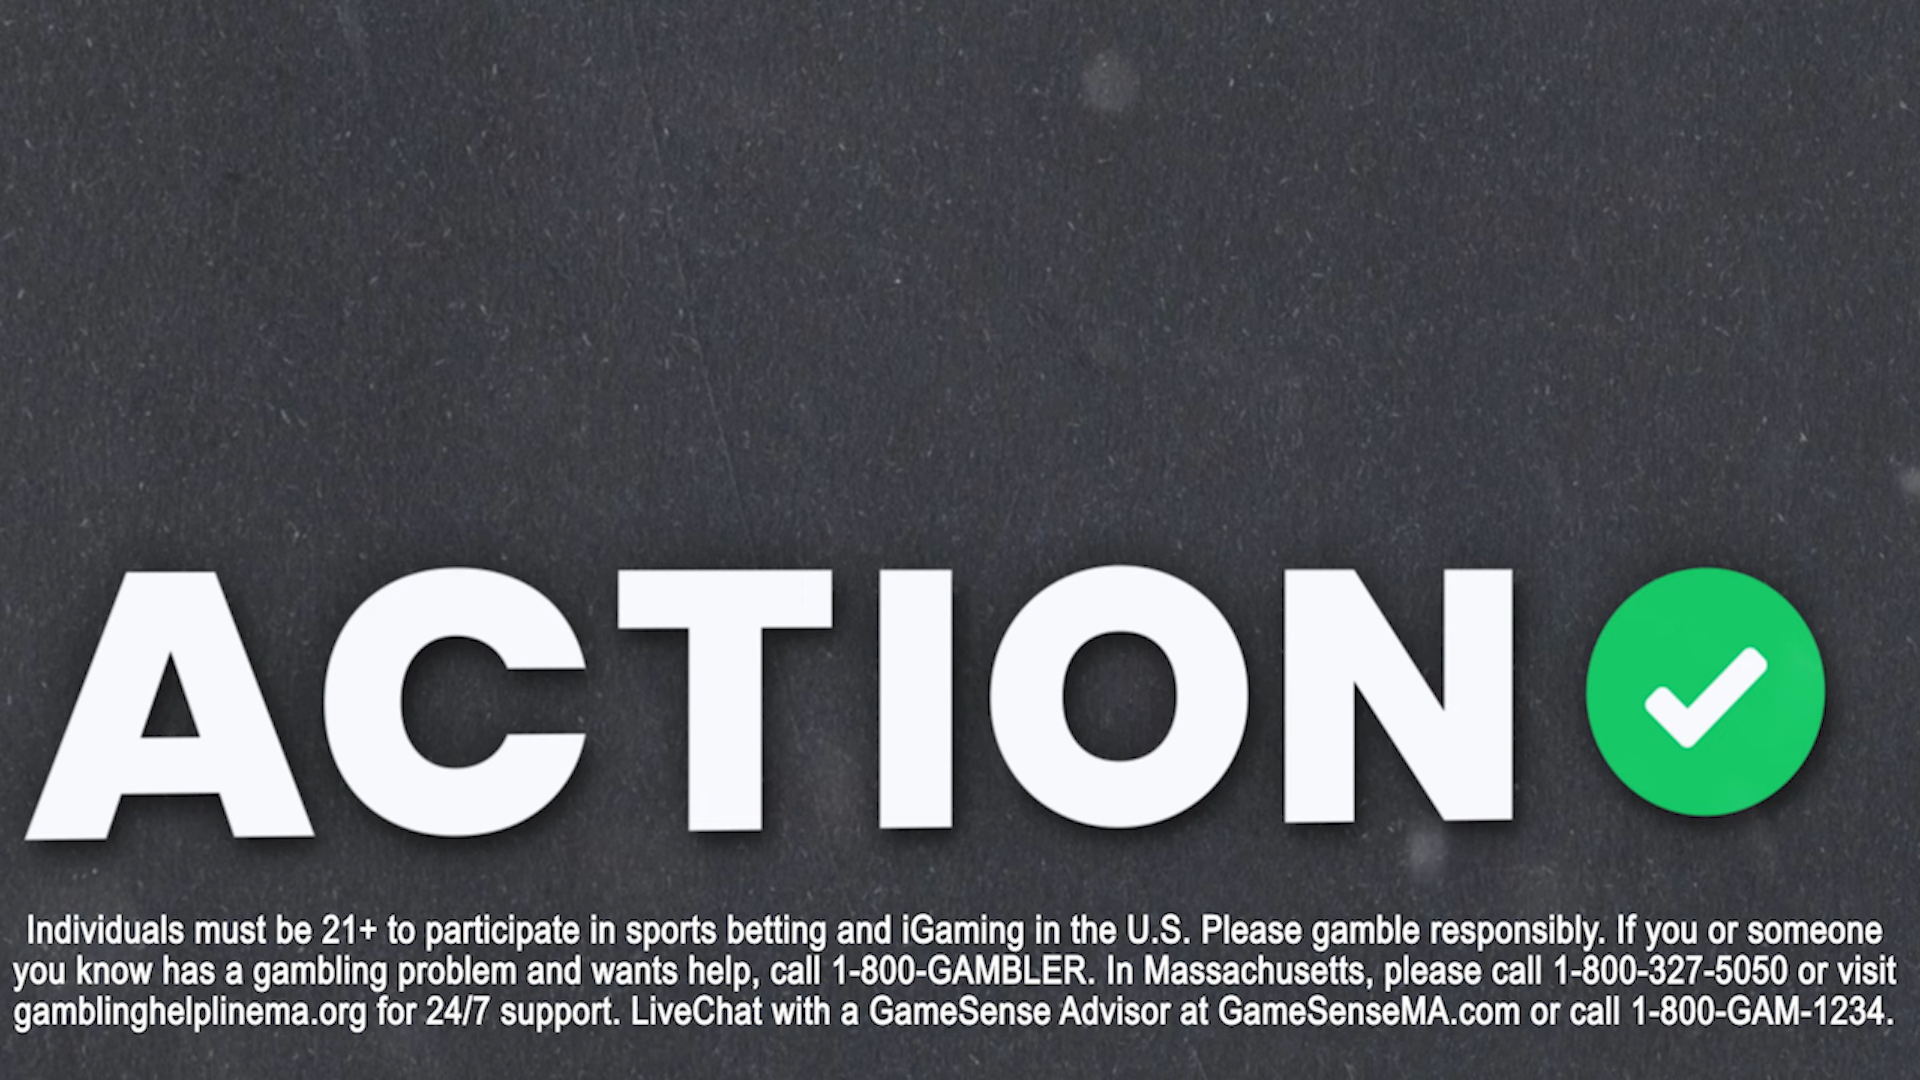 ACTION
Individuals must be 21+ to participate in sports betting and iGaming in the U.S. Please gamble responsibly. If you or someone
you know has a gambling problem and wants help, call 1-800-GAMBLER. In Massachusetts, please call 1-800-327-5050 or visit
gamblinghelplinema.org for 24/7 support. LiveChat with a GameSense Advisor at GameSenseMA.com or call 1-800-GAM-1234.